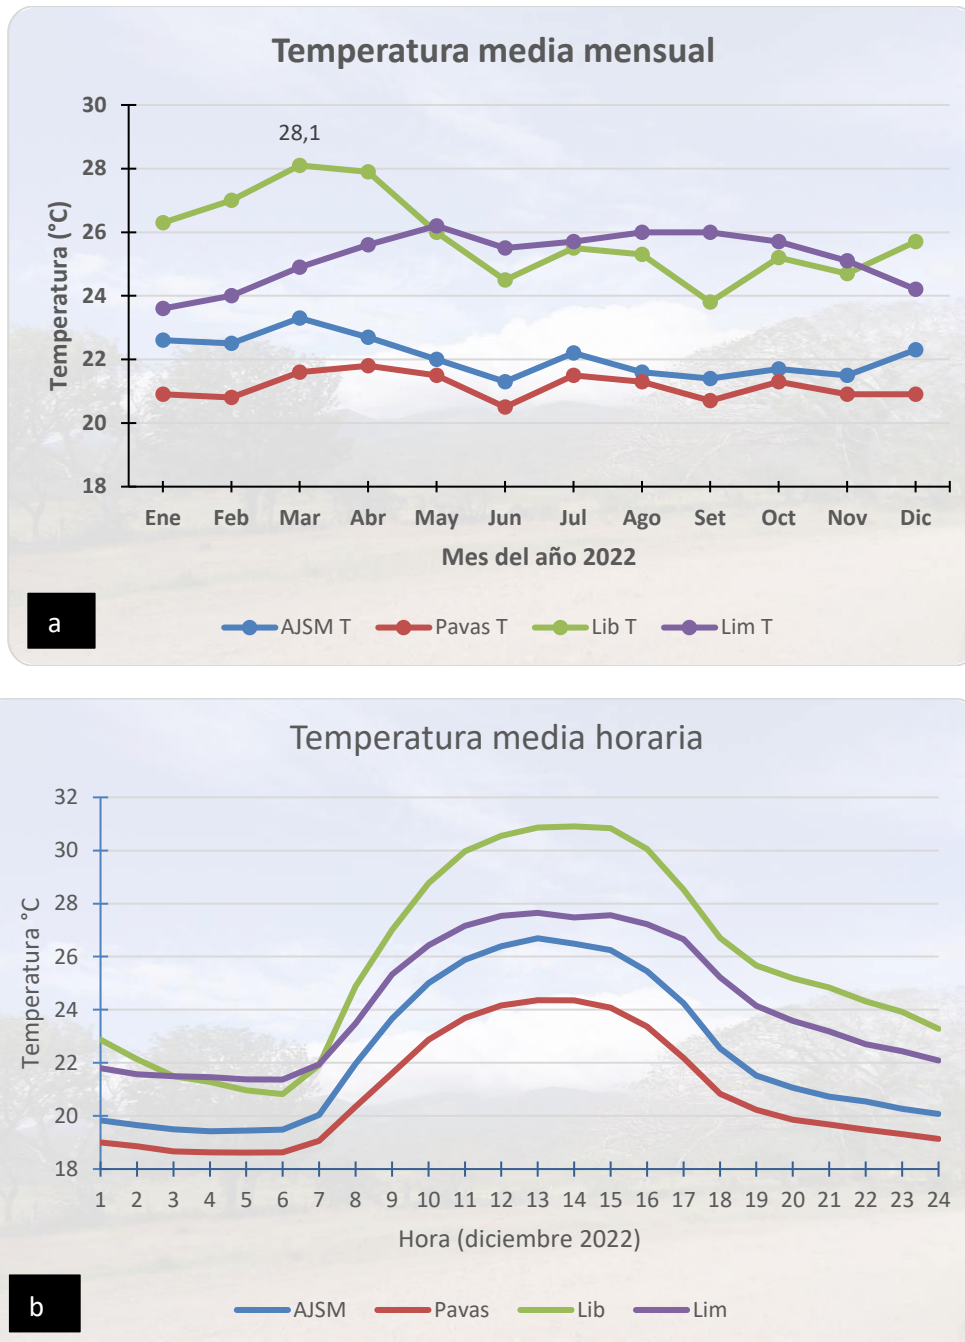 Temperatura media mensual
30
28,1
28
26
24
22
20
18
Temperatura (°C)
Ene Feb Mar Abr May Jun Jul Ago Set Oct Nov Dic
Mes del año 2022
a
AJSM T Pavas T Lib T Lim T
Temperatura media horaria
32
30
28
26
24
22
20
18
Temperatura °C
1 2 3 4 5 6 7 8 9 10 11 12 13 14 15 16 17 18 19 20 21 22 23 24
Hora (diciembre 2022)
b
AJSM Pavas Lib Lim